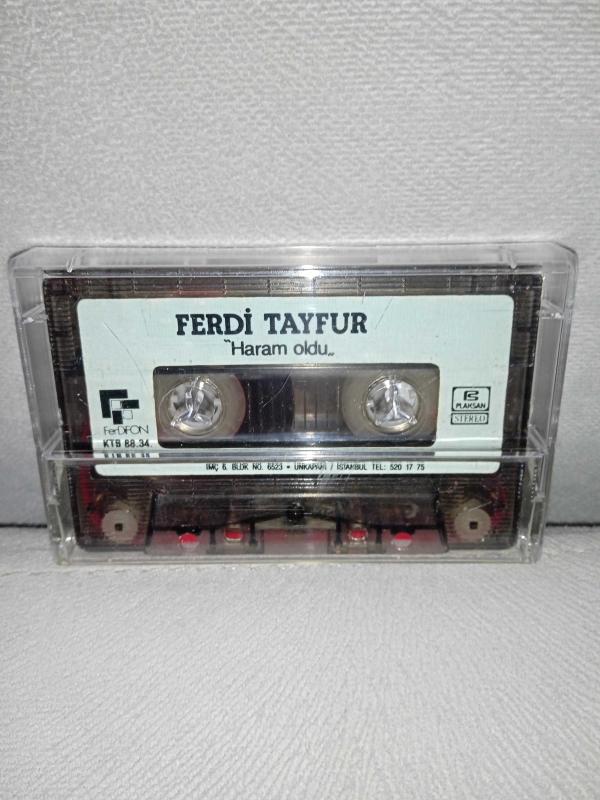 FERDİ TAYFUR
"Haram oldu„
FerDİFON
KTB 88.34.
PLAKSAN
STEREO
İMÇ 6. BLOK NO. 6523 • UNKAPANI / İSTANBUL TEL: 520 17 75